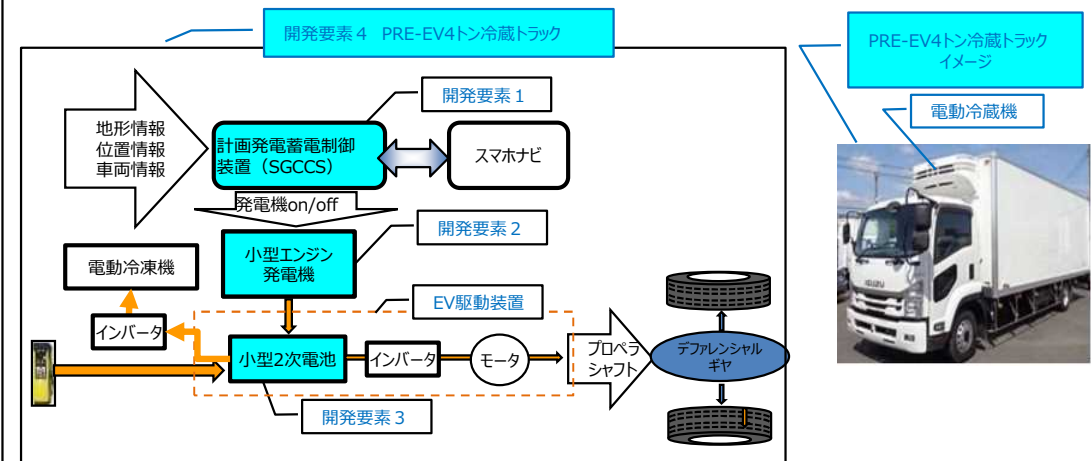 開発要素４ PRE-EV4トン冷蔵トラック
PRE-EV4トン冷蔵トラック
イメージ
開発要素１
電動冷蔵機
地形情報
位置情報
車両情報
計画発電蓄電制御
装置（SGCCS）
スマホナビ
発電機on/off
開発要素２
小型エンジン
発電機
電動冷凍機
EV駆動装置
インバータ
小型2次電池
インバータ
モータ
プロペラ
シャフト
デファレンシャル
ギヤ
開発要素３
ISUZU